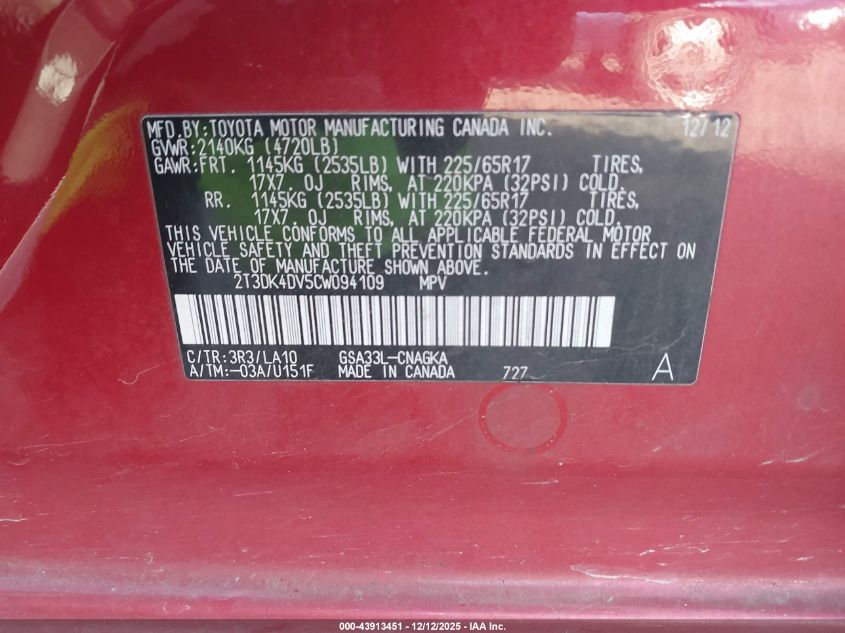 MFD. BY: TOYOTA MOTOR MANUFACTURING CANADA INC. 12/12
GVWR: 2140KG (4720LB)
GAWR: FRT. 1145KG (2535LB) WITH 225/65R17 TIRES,
17X7. 0J RIMS, AT 220KPA (32PSI) COLD.
RR. 1145KG (2535LB) WITH 225/65R17 TIRES,
17X7. 0J RIMS, AT 220KPA (32PSI) COLD.
THIS VEHICLE CONFORMS TO ALL APPLICABLE FEDERAL MOTOR
VEHICLE SAFETY AND THEFT PREVENTION STANDARDS IN EFFECT ON
THE DATE OF MANUFACTURE SHOWN ABOVE.
2T3DK4DV5CW094109 MPV
C/TR: 3R3/LA10 GSA33L-CNAGKA
A/TM:-03A/U151F MADE IN CANADA 727 A
000-43913451 - 12/12/2025 - IAA Inc.